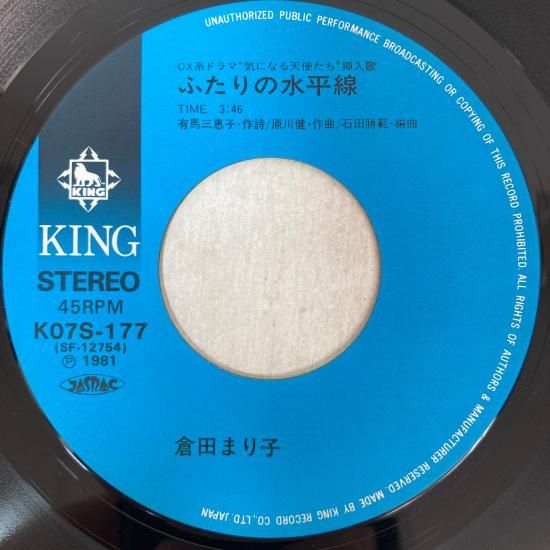 UNAUTHORIZED PUBLIC PERFORMANCE BROADCASTING OR COPYING OF THIS RECORD PROHIBITED. ALL RIGHTS OF AUTHORS & MANUFACTURER RESERVED. MADE BY KING RECORD CO., LTD. JAPAN
CX系ドラマ"気になる天使たち"挿入歌
ふたりの水平線
TIME 3:46
有馬三恵子・作詩/原川健・作曲/石田勝範・編曲
KING
KING
STEREO
45RPM
K07S-177
(SF-12754)
Ⓟ 1981
JASRAC
倉田まり子